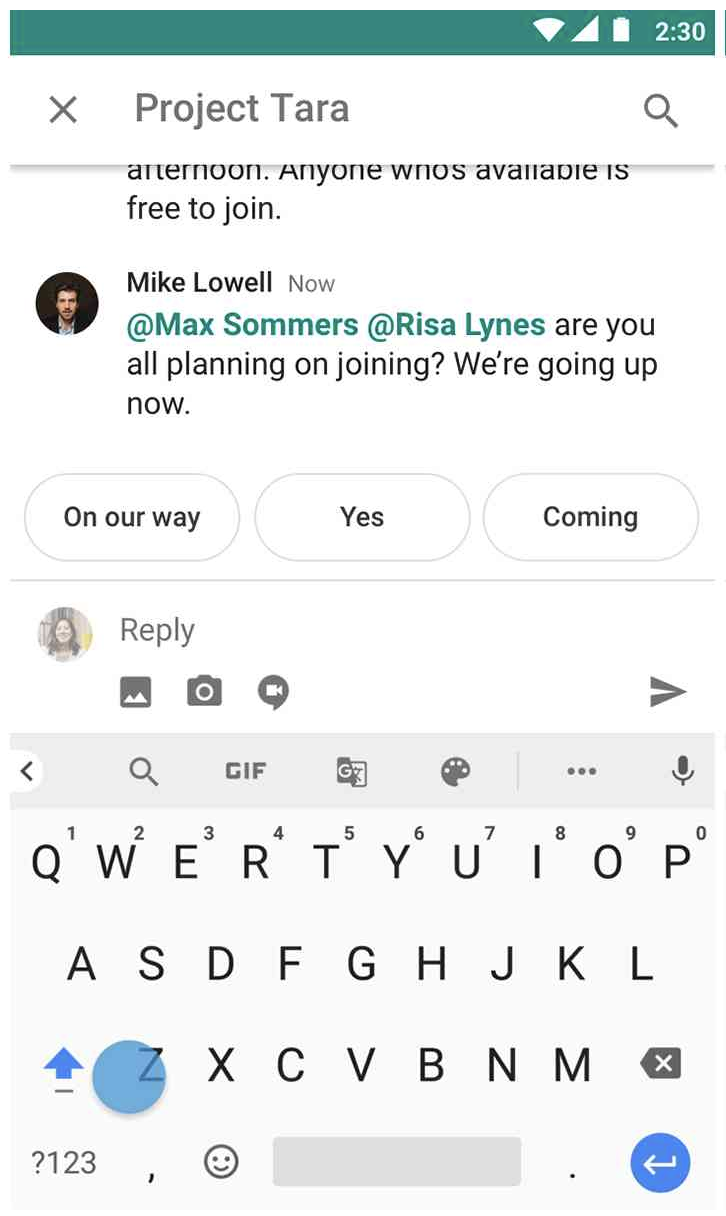 2:30
Project Tara
afternoon. Anyone who's available is
free to join.
Mike Lowell Now
@Max Sommers @Risa Lynes are you
all planning on joining? We're going up
now.
On our way Yes Coming
Reply
GIF G
1 2 3 4 5 6 7 8 9 0
Q W E R T Y U I O P
A S D F G H J K L
Z X C V B N M
?123 , .